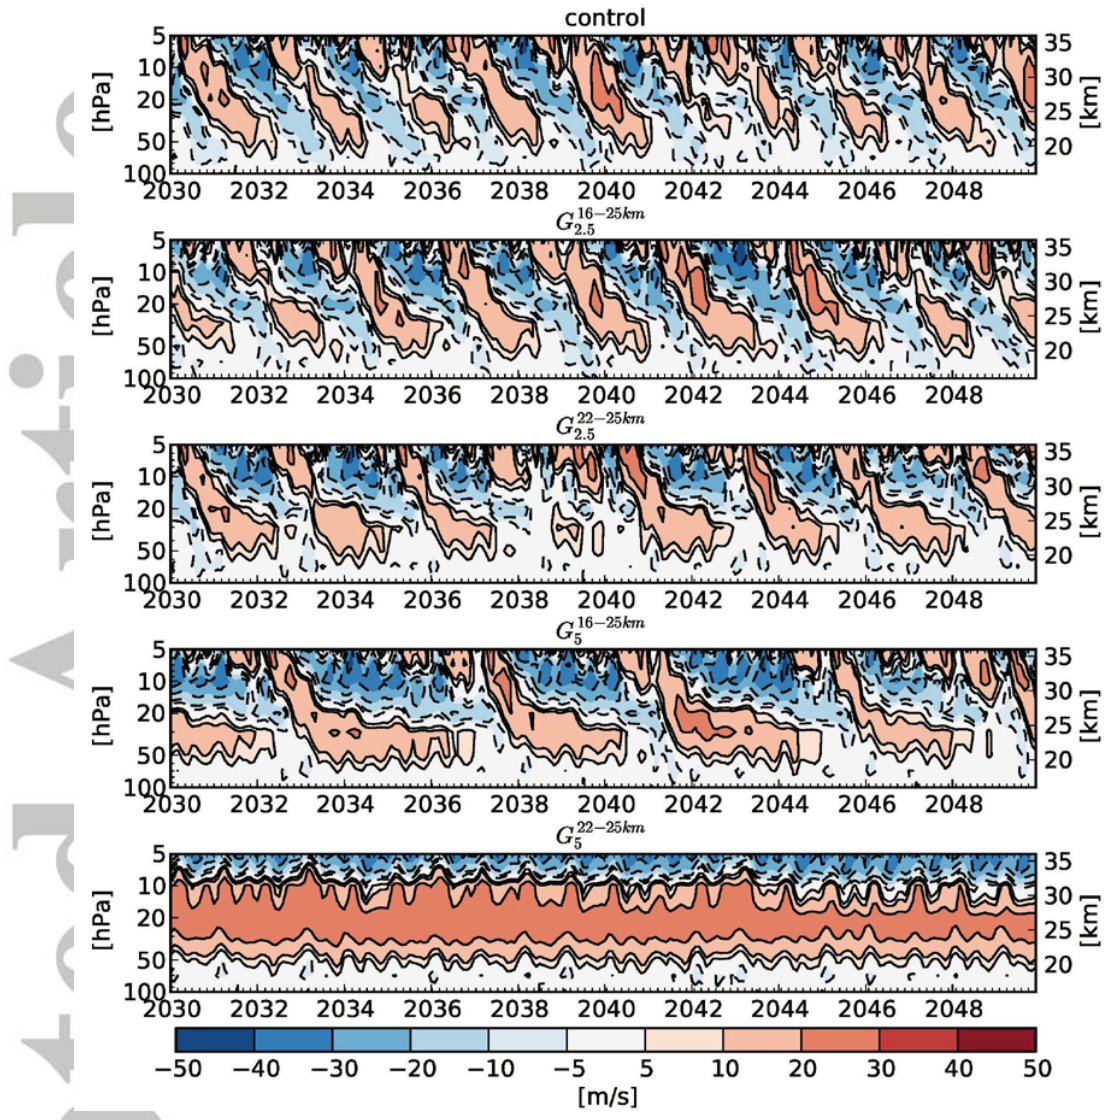 control
5 10 20 50 100
[hPa]
35 30 25 20
[km]
2030 2032 2034 2036 2038 2040 2042 2044 2046 2048
G_{2.5}^{16−25km}
5 10 20 50 100
[hPa]
35 30 25 20
[km]
2030 2032 2034 2036 2038 2040 2042 2044 2046 2048
G_{2.5}^{22−25km}
5 10 20 50 100
[hPa]
35 30 25 20
[km]
2030 2032 2034 2036 2038 2040 2042 2044 2046 2048
G_{5}^{16−25km}
5 10 20 50 100
[hPa]
35 30 25 20
[km]
2030 2032 2034 2036 2038 2040 2042 2044 2046 2048
G_{5}^{22−25km}
5 10 20 50 100
[hPa]
35 30 25 20
[km]
2030 2032 2034 2036 2038 2040 2042 2044 2046 2048
−50 −40 −30 −20 −10 −5 5 10 20 30 40 50
[m/s]